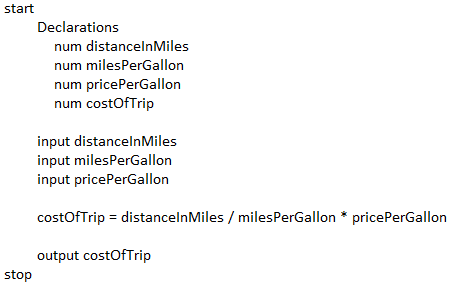 start
Declarations
num distanceInMiles
num milesPerGallon
num pricePerGallon
num costOfTrip
input distanceInMiles
input milesPerGallon
input pricePerGallon
costOfTrip = distanceInMiles / milesPerGallon * pricePerGallon
output costOfTrip
stop